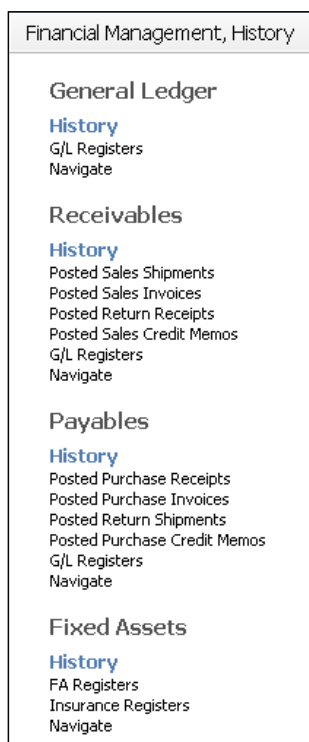 Financial Management, History
General Ledger
History
G/L Registers
Navigate
Receivables
History
Posted Sales Shipments
Posted Sales Invoices
Posted Return Receipts
Posted Sales Credit Memos
G/L Registers
Navigate
Payables
History
Posted Purchase Receipts
Posted Purchase Invoices
Posted Return Shipments
Posted Purchase Credit Memos
G/L Registers
Navigate
Fixed Assets
History
FA Registers
Insurance Registers
Navigate